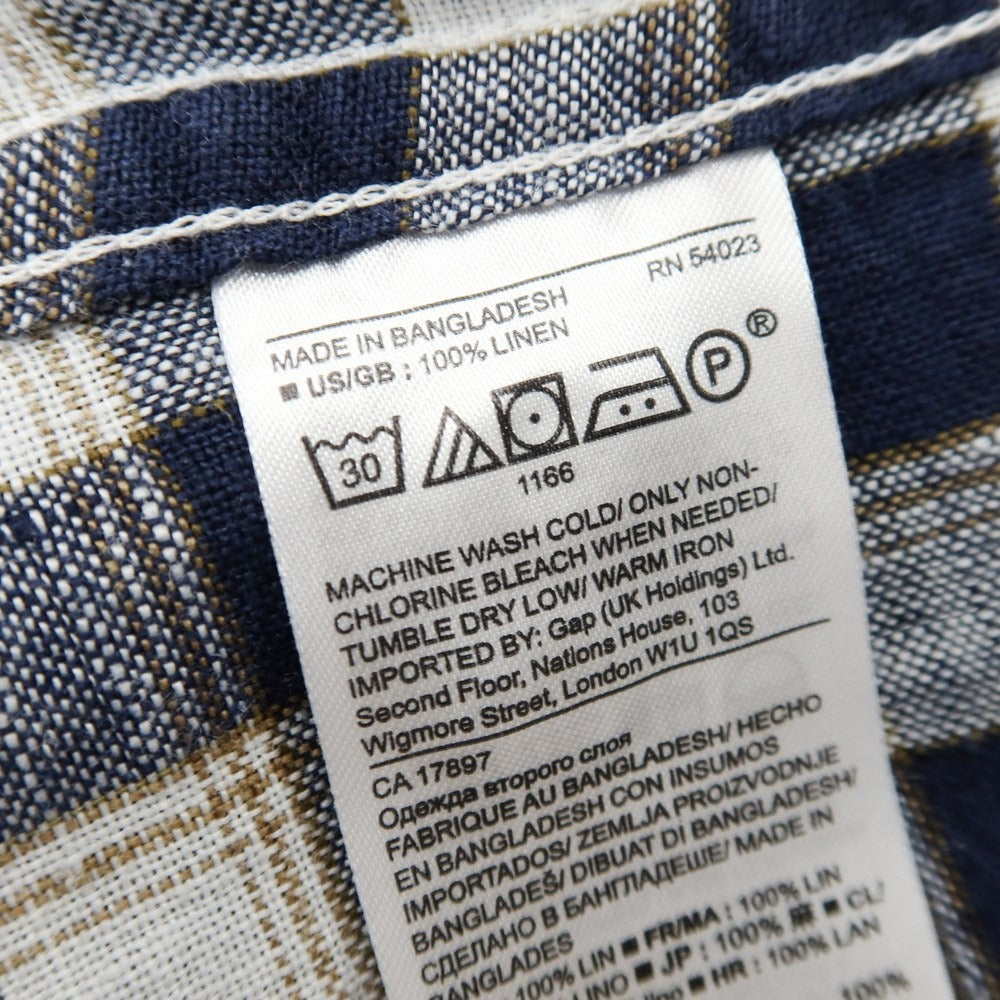 RN 54023
MADE IN BANGLADESH
■ US/GB : 100% LINEN
30 P ®
1166
MACHINE WASH COLD/ ONLY NON-
CHLORINE BLEACH WHEN NEEDED/
TUMBLE DRY LOW/ WARM IRON
IMPORTED BY: Gap (UK Holdings) Ltd.
Second Floor, Nations House, 103
Wigmore Street, London W1U 1QS
CA 17897
Одежда второго слоя
FABRIQUE AU BANGLADESH/ HECHO
EN BANGLADESH CON INSUMOS
IMPORTADOS/ ZEMLJA PROIZVODNJE
BANGLADEŠ/ DIBUAT DI BANGLADESH/
СДЕЛАНО В БАНГЛАДЕШЕ/ MADE IN
BANGLADES
100% LIN ■ FR/MA : 100% LIN
LINO ■ JP : 100% 麻 ■ CL/
■ HR : 100% LAN
100%